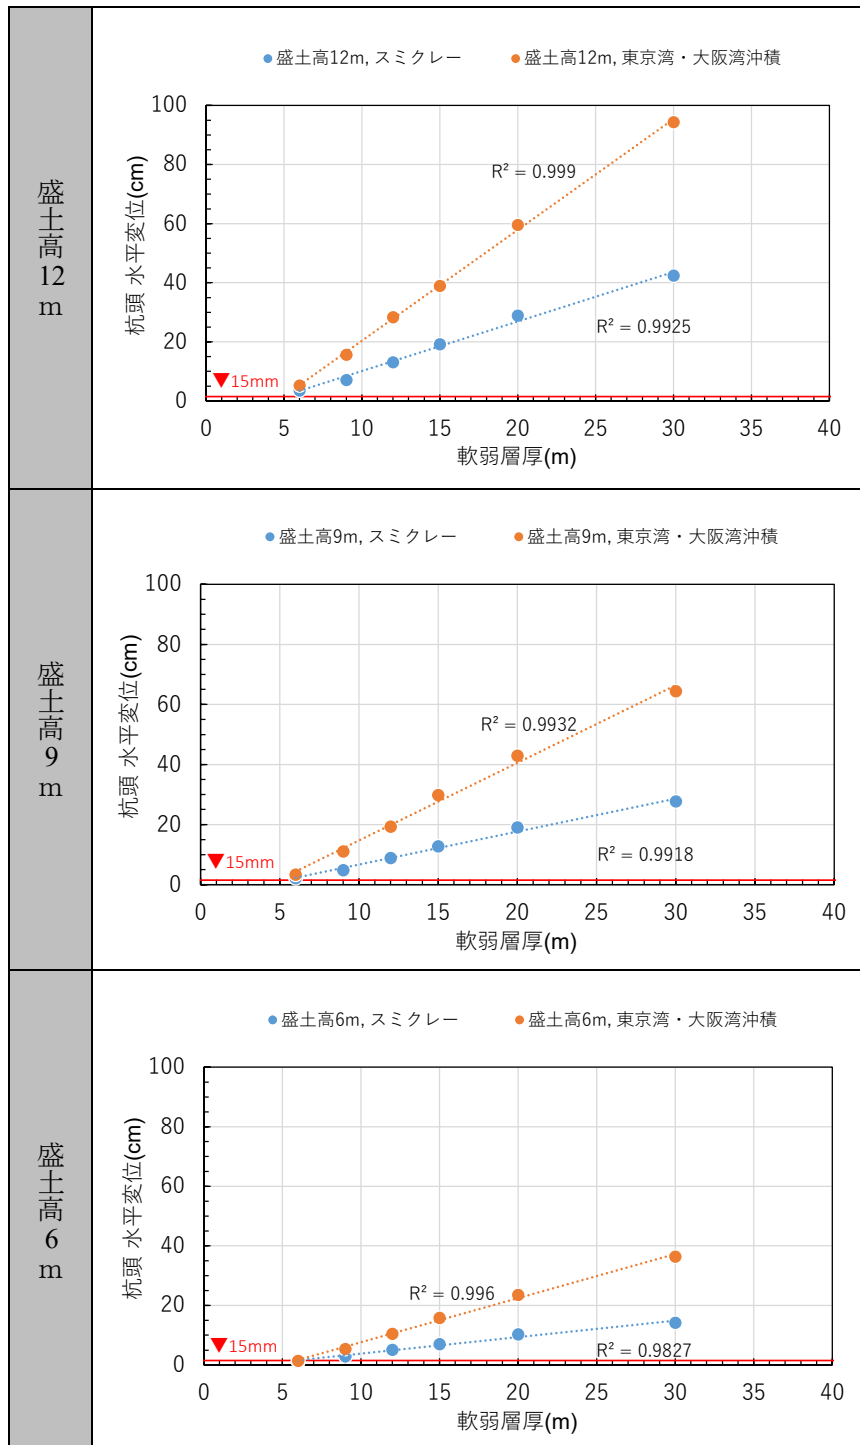 盛土高12m
盛土高12m, スミクレー
盛土高12m, 東京湾・大阪湾沖積
杭頭 水平変位(cm)
100
80
60
40
20
0
R² = 0.999
R² = 0.9925
▼15mm
0 5 10 15 20 25 30 35 40
軟弱層厚(m)
盛土高9m
盛土高9m, スミクレー
盛土高9m, 東京湾・大阪湾沖積
杭頭 水平変位(cm)
100
80
60
40
20
0
R² = 0.9932
R² = 0.9918
▼15mm
0 5 10 15 20 25 30 35 40
軟弱層厚(m)
盛土高6m
盛土高6m, スミクレー
盛土高6m, 東京湾・大阪湾沖積
杭頭 水平変位(cm)
100
80
60
40
20
0
R² = 0.996
R² = 0.9827
▼15mm
0 5 10 15 20 25 30 35 40
軟弱層厚(m)